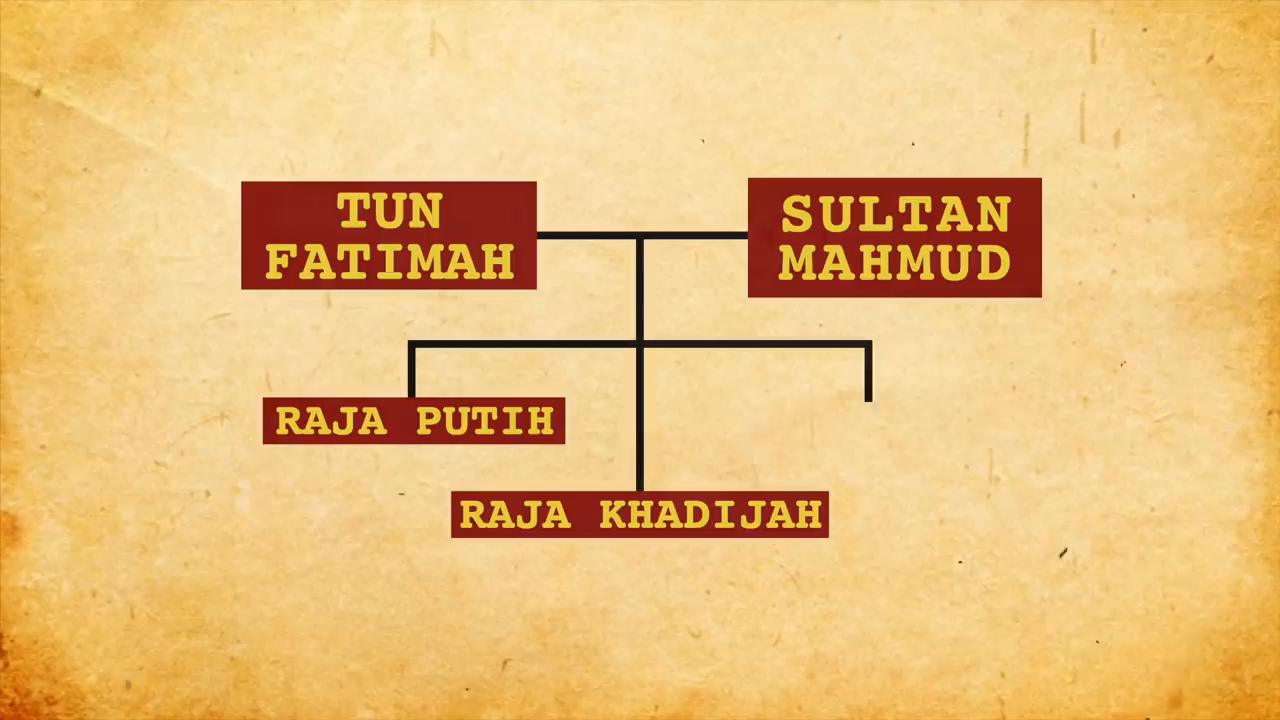 TUN
FATIMAH
SULTAN
MAHMUD
RAJA PUTIH
RAJA KHADIJAH